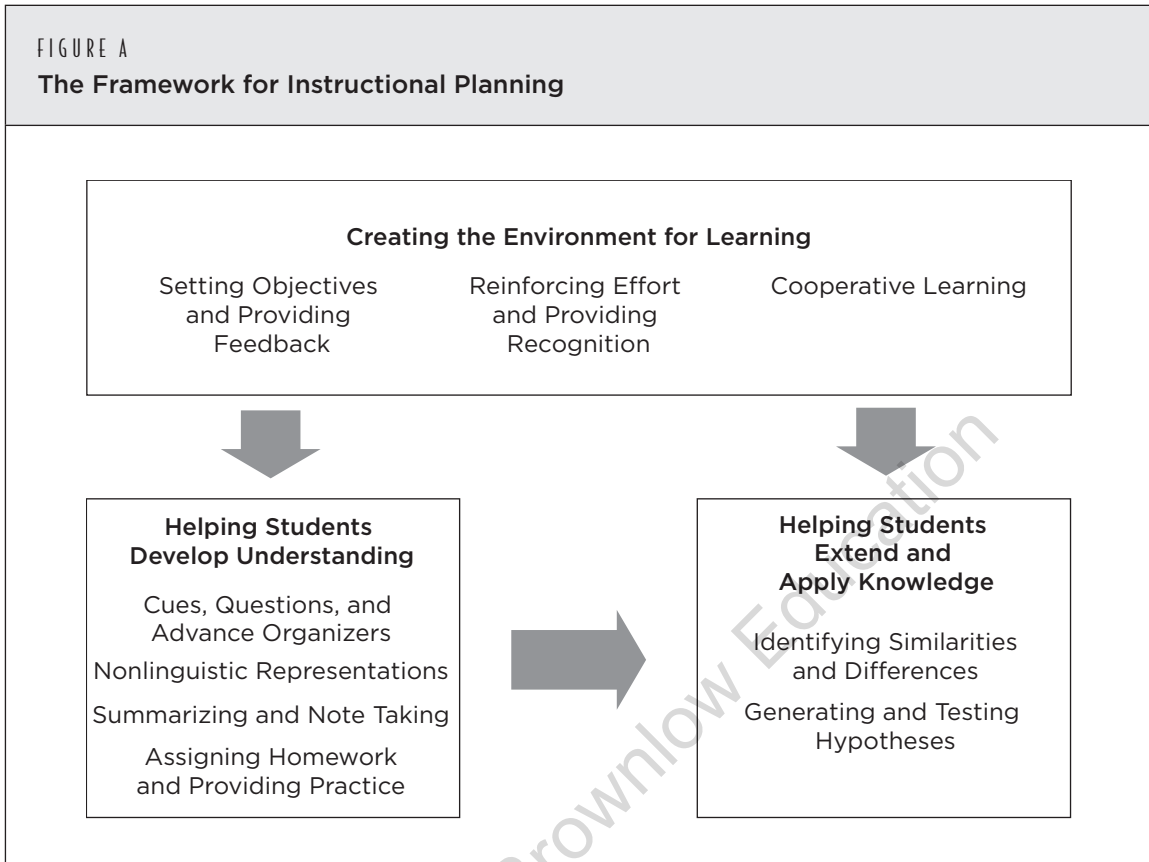 FIGURE A
The Framework for Instructional Planning
Creating the Environment for Learning
Setting Objectives
and Providing
Feedback
Reinforcing Effort
and Providing
Recognition
Cooperative Learning
Helping Students
Develop Understanding
Cues, Questions, and
Advance Organizers
Nonlinguistic Representations
Summarizing and Note Taking
Assigning Homework
and Providing Practice
Helping Students
Extend and
Apply Knowledge
Identifying Similarities
and Differences
Generating and Testing
Hypotheses
Brownlow Education